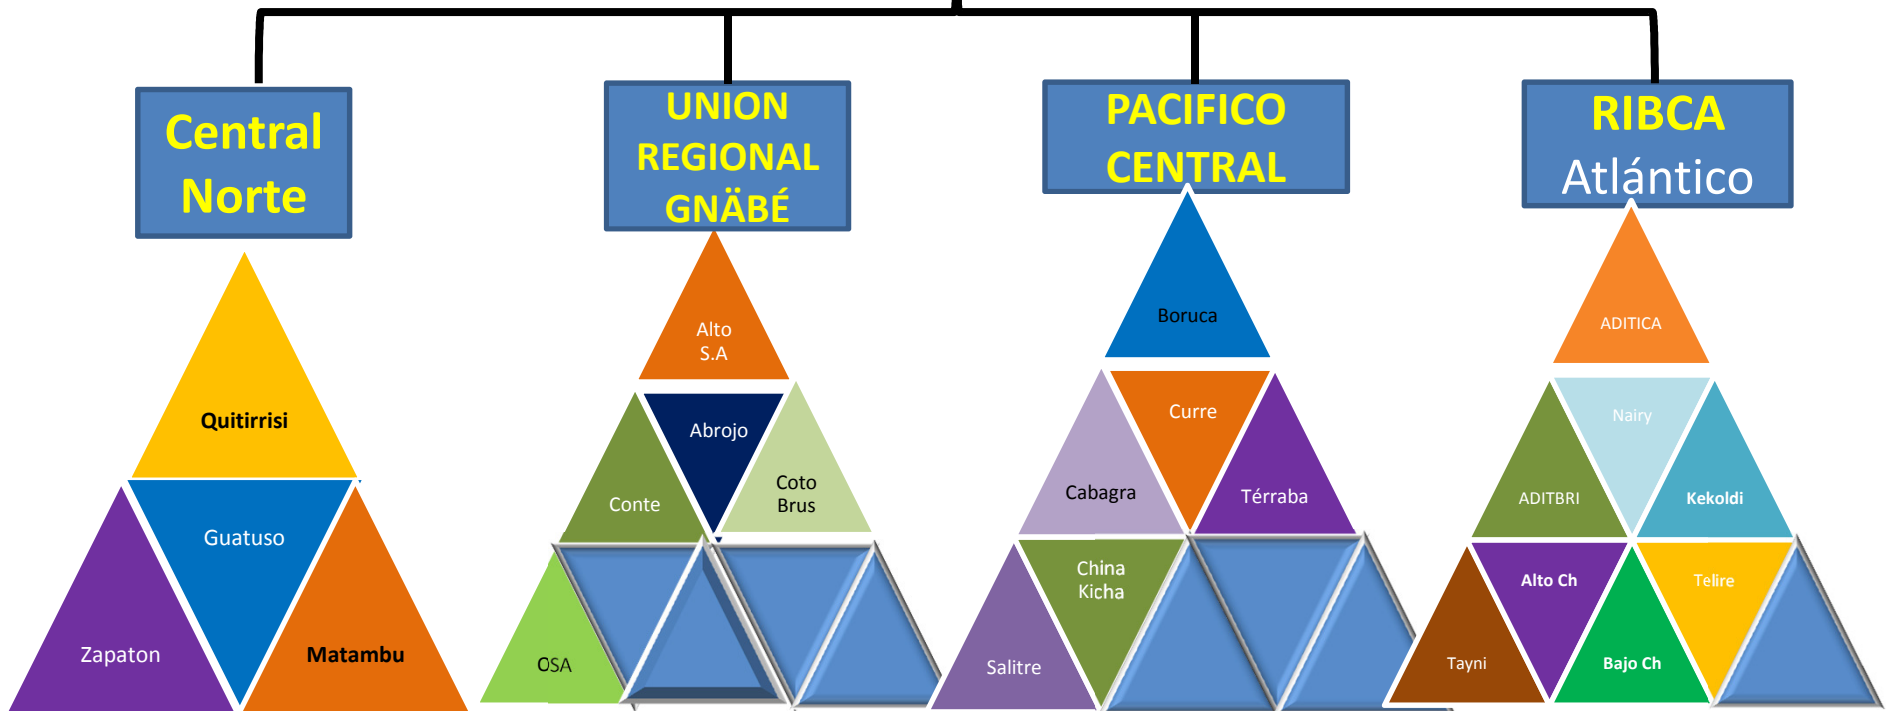 Central
Norte
UNION
REGIONAL
GNÄBÉ
PACIFICO
CENTRAL
RIBCA
Atlántico
Quitirrisi
Guatuso
Zapaton
Matambu
Alto
S.A
Abrojo
Conte
Coto
Brus
OSA
Boruca
Curre
Cabagra
Térraba
China
Kicha
Salitre
ADITICA
Nairy
ADITBRI
Kekoldi
Alto Ch
Telire
Tayni
Bajo Ch